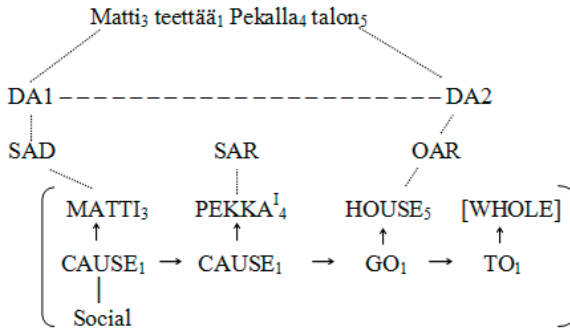 Matti₃ teettää₁ Pekalla₄ talon₅
DA1 DA2
SAD SAR OAR
MATTI₃ PEKKAᴵ₄ HOUSE₅ [WHOLE]
CAUSE₁ → CAUSE₁ → GO₁ → TO₁
Social